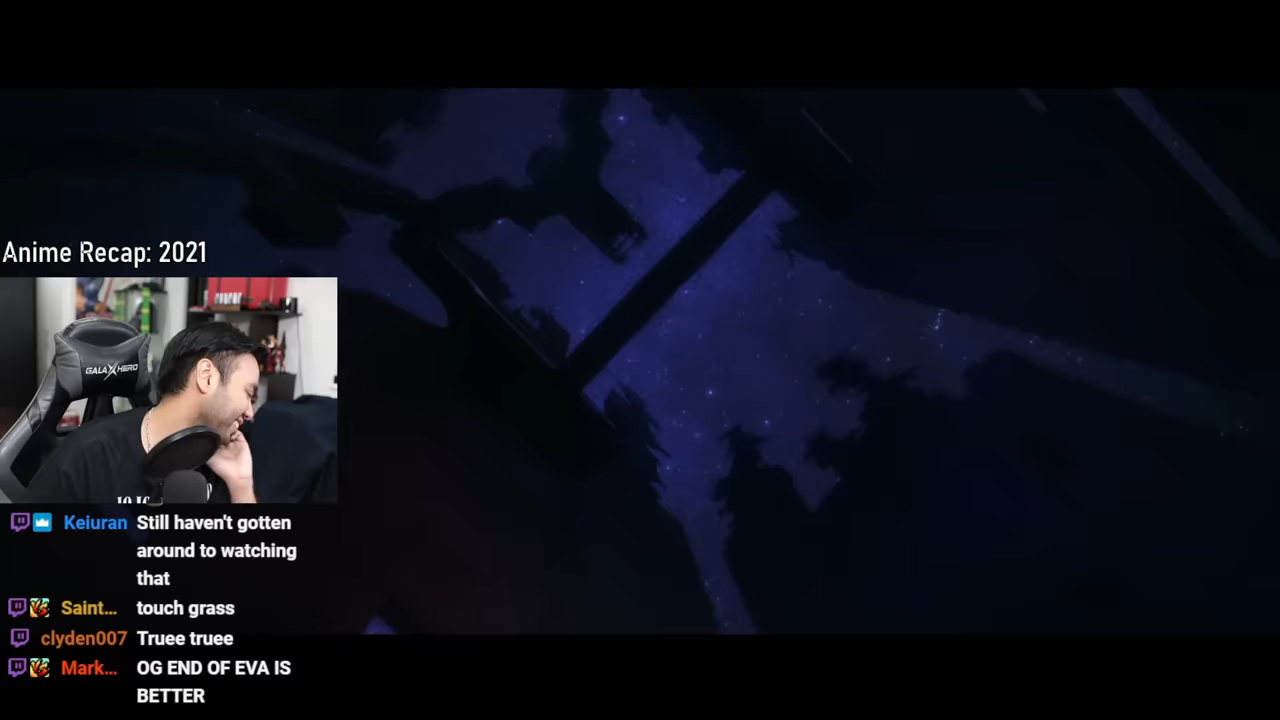 Anime Recap: 2021
GALAXHERO
Keiuran Still haven't gotten
around to watching
that
Saint... touch grass
clyden007 Truee truee
Mark... OG END OF EVA IS
BETTER